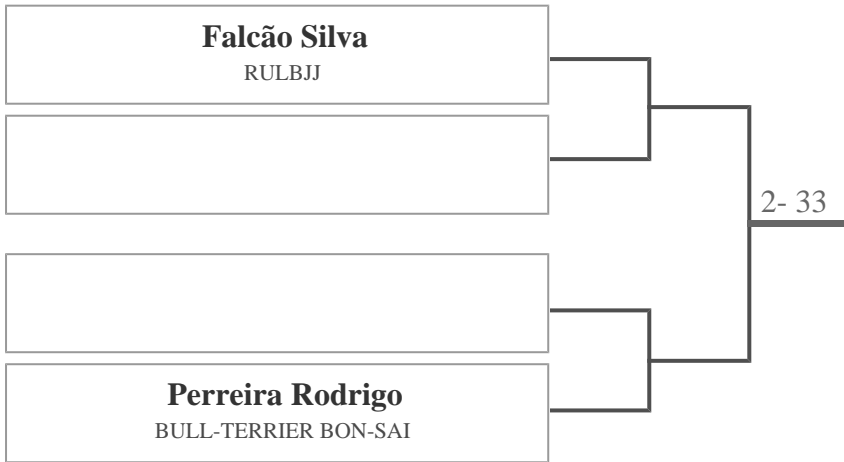 Falcão Silva
RULBJJ
2- 33
Perreira Rodrigo
BULL-TERRIER BON-SAI